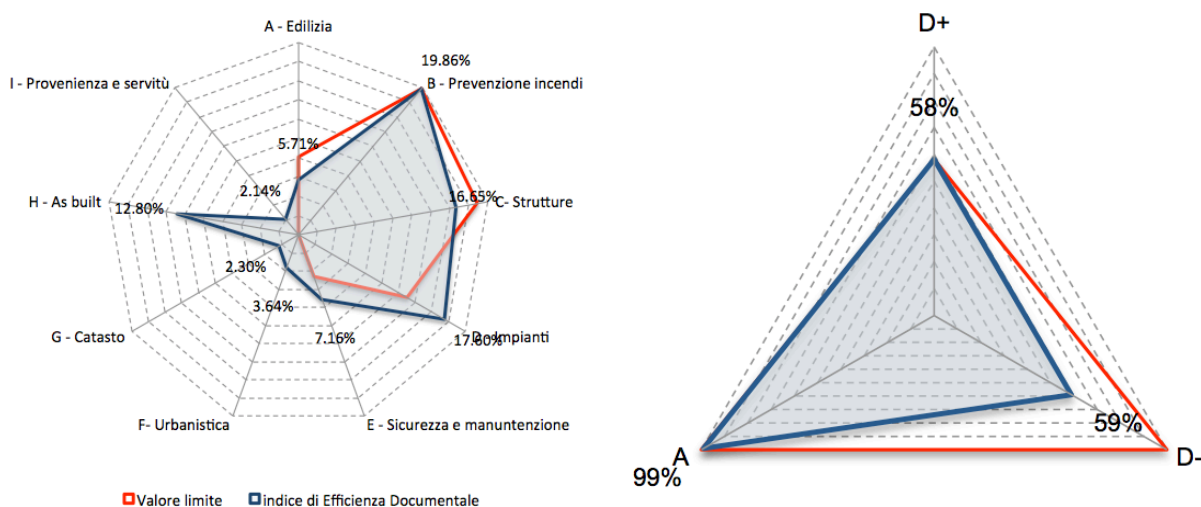 D+
A - Edilizia
19.86%
I - Provenienza e servitù
B - Prevenzione incendi
58%
5.71%
2.14%
H - As built
12.80%
16.65%
C- Strutture
2.30%
3.64%
G - Catasto
7.16%
17.60%
D- Impianti
F- Urbanistica
E - Sicurezza e manuntenzione
59%
A
D-
99%
Valore limite
indice di Efficienza Documentale